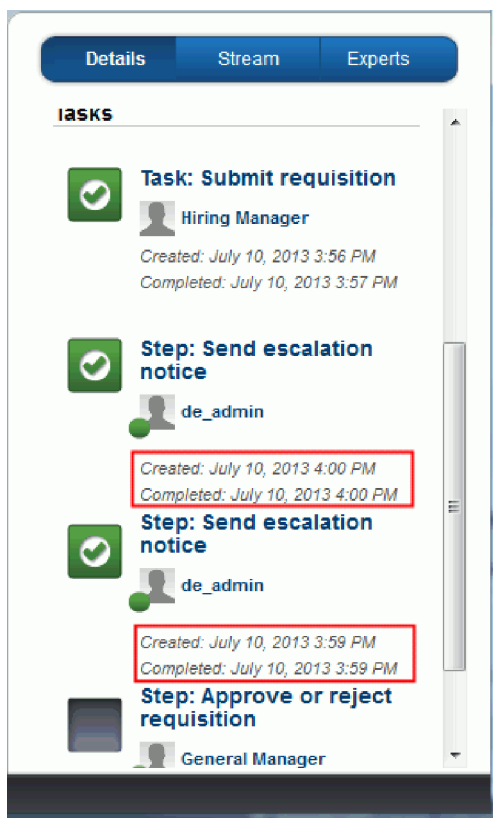 Details Stream Experts
Tasks
Task: Submit requisition
Hiring Manager
Created: July 10, 2013 3:56 PM
Completed: July 10, 2013 3:57 PM
Step: Send escalation
notice
de_admin
Created: July 10, 2013 4:00 PM
Completed: July 10, 2013 4:00 PM
Step: Send escalation
notice
de_admin
Created: July 10, 2013 3:59 PM
Completed: July 10, 2013 3:59 PM
Step: Approve or reject
requisition
General Manager